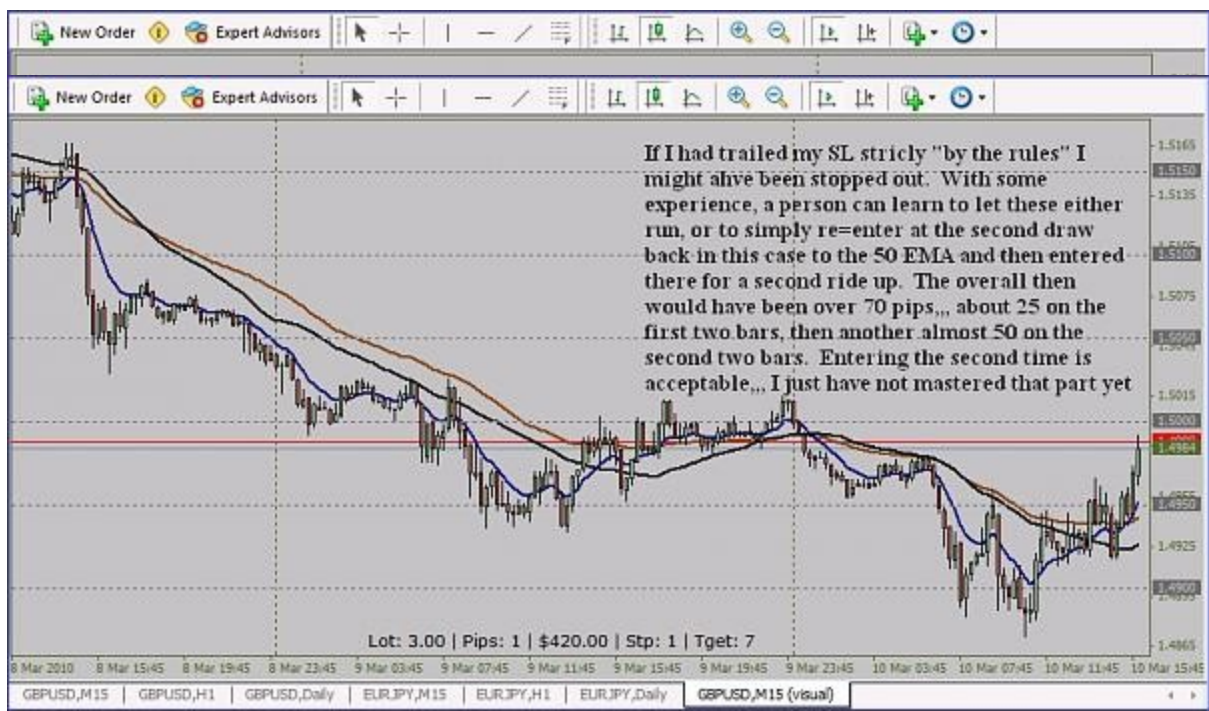 New Order Expert Advisors
New Order Expert Advisors
If I had trailed my SL stricly "by the rules" I
might ahve been stopped out. With some
experience, a person can learn to let these either
run, or to simply re=enter at the second draw
back in this case to the 50 EMA and then entered
there for a second ride up. The overall then
would have been over 70 pips,,, about 25 on the
first two bars, then another almost 50 on the
second two bars. Entering the second time is
acceptable,,, I just have not mastered that part yet
1.5165
1.5150
1.5135
1.5100
1.5075
1.5050
1.5015
1.5000
1.4984
1.4950
1.4925
1.4900
1.4865
Lot: 3.00 | Pips: 1 | $420.00 | Stp: 1 | Tget: 7
8 Mar 2010 8 Mar 15:45 8 Mar 19:45 8 Mar 23:45 9 Mar 03:45 9 Mar 07:45 9 Mar 11:45 9 Mar 15:45 9 Mar 19:45 9 Mar 23:45 10 Mar 03:45 10 Mar 07:45 10 Mar 11:45 10 Mar 15:45
GBPUSD,M15 GBPUSD,H1 GBPUSD,Daily EURJPY,M15 EURJPY,H1 EURJPY,Daily GBPUSD,M15 (visual)